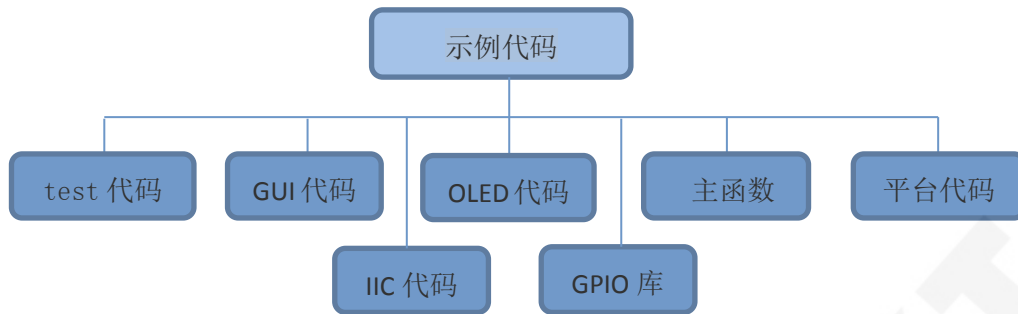 示例代码
test 代码
GUI 代码
OLED 代码
主函数
平台代码
IIC 代码
GPIO 库